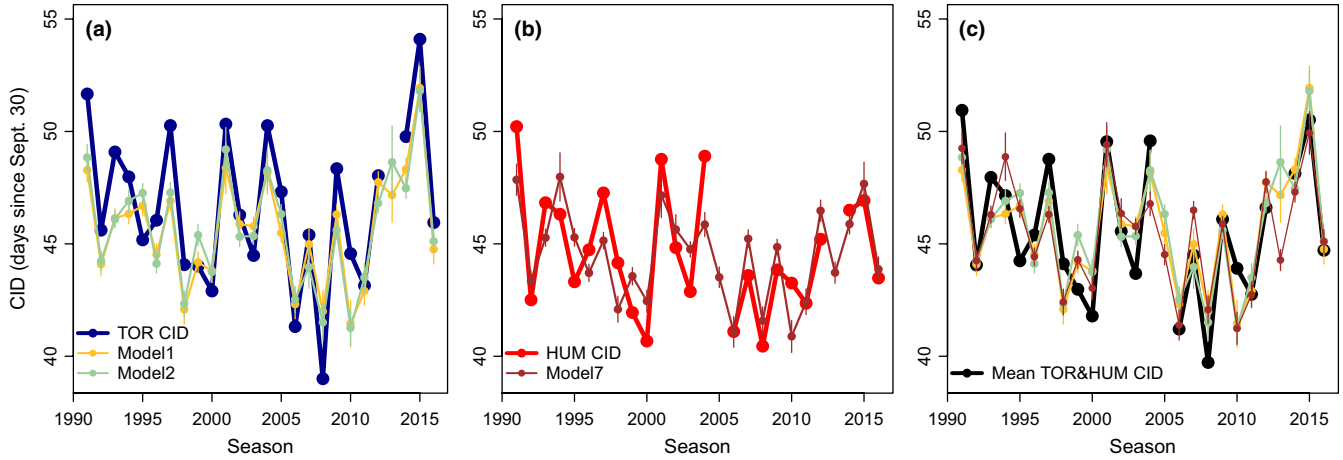 (a)
(b)
(c)
CID (days since Sept. 30)
55
50
45
40
TOR CID
Model1
Model2
1990 1995 2000 2005 2010 2015
Season
55
50
45
40
HUM CID
Model7
1990 1995 2000 2005 2010 2015
Season
55
50
45
40
Mean TOR&HUM CID
1990 1995 2000 2005 2010 2015
Season